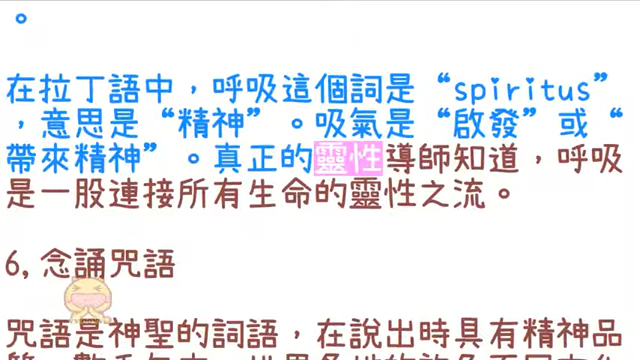 。
在拉丁語中，呼吸這個詞是“spiritus”
，意思是“精神”。吸氣是“啟發”或“
帶來精神”。真正的靈性導師知道，呼吸
是一股連接所有生命的靈性之流。
6,念誦咒語
咒語是神聖的詞語，在說出時具有精神品